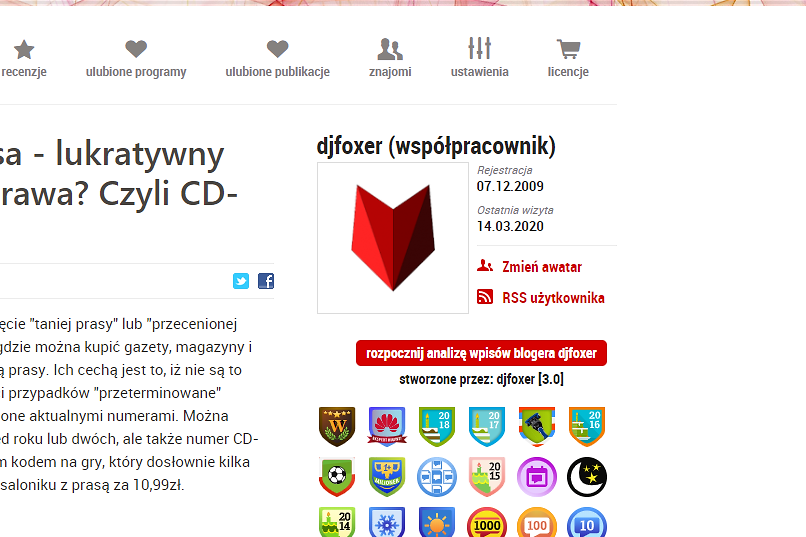 recenzje
ulubione programy
ulubione publikacje
znajomi
ustawienia
licencje
sa - lukratywny
rawa? Czyli CD-
ęcie "taniej prasy" lub "przecenionej
gdzie można kupić gazety, magazyny i
ą prasy. Ich cechą jest to, iż nie są to
i przypadków "przeterminowane"
one aktualnymi numerami. Można
ed roku lub dwóch, ale także numer CD-
m kodem na gry, który dosłownie kilka
saloniku z prasą za 10,99zł.
djfoxer (współpracownik)
Rejestracja
07.12.2009
Ostatnia wizyta
14.03.2020
Zmień awatar
RSS użytkownika
rozpocznij analizę wpisów blogera djfoxer
stworzone przez: djfoxer [3.0]
W
20 18
20 17
20 16
20 15
20 14
1000
100
10